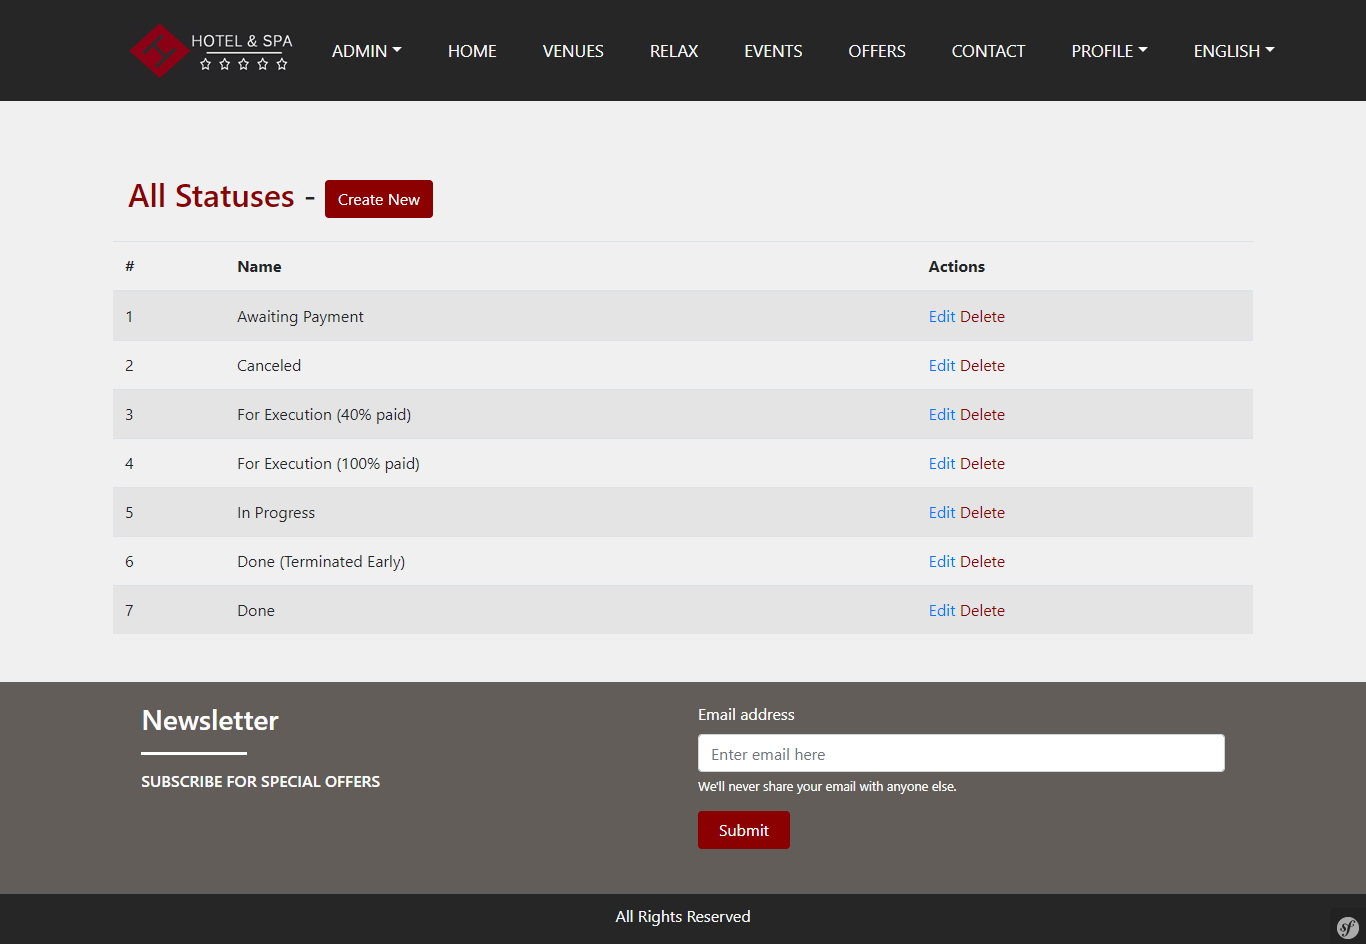 HOTEL & SPA
ADMIN HOME VENUES RELAX EVENTS OFFERS CONTACT PROFILE ENGLISH
All Statuses - Create New
# Name Actions
1 Awaiting Payment Edit Delete
2 Canceled Edit Delete
3 For Execution (40% paid) Edit Delete
4 For Execution (100% paid) Edit Delete
5 In Progress Edit Delete
6 Done (Terminated Early) Edit Delete
7 Done Edit Delete
Newsletter
SUBSCRIBE FOR SPECIAL OFFERS
Email address
Enter email here
We'll never share your email with anyone else.
Submit
All Rights Reserved
sf